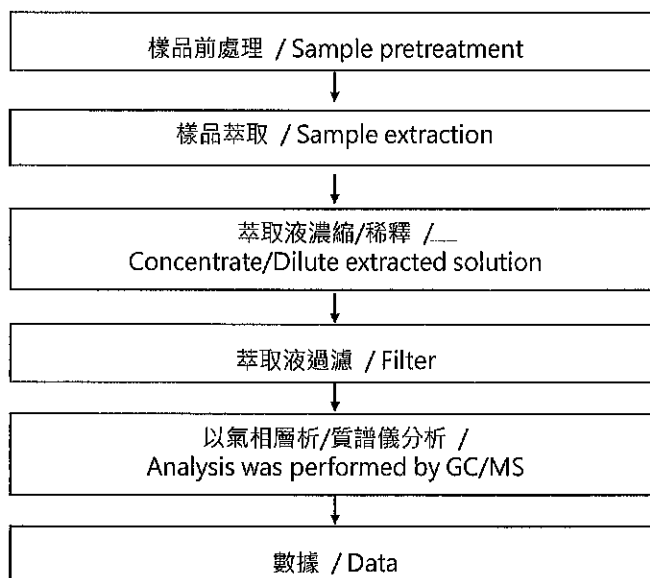 樣品前處理 / Sample pretreatment
樣品萃取 / Sample extraction
萃取液濃縮/稀釋 /
Concentrate/Dilute extracted solution
萃取液過濾 / Filter
以氣相層析/質譜儀分析 /
Analysis was performed by GC/MS
數據 / Data